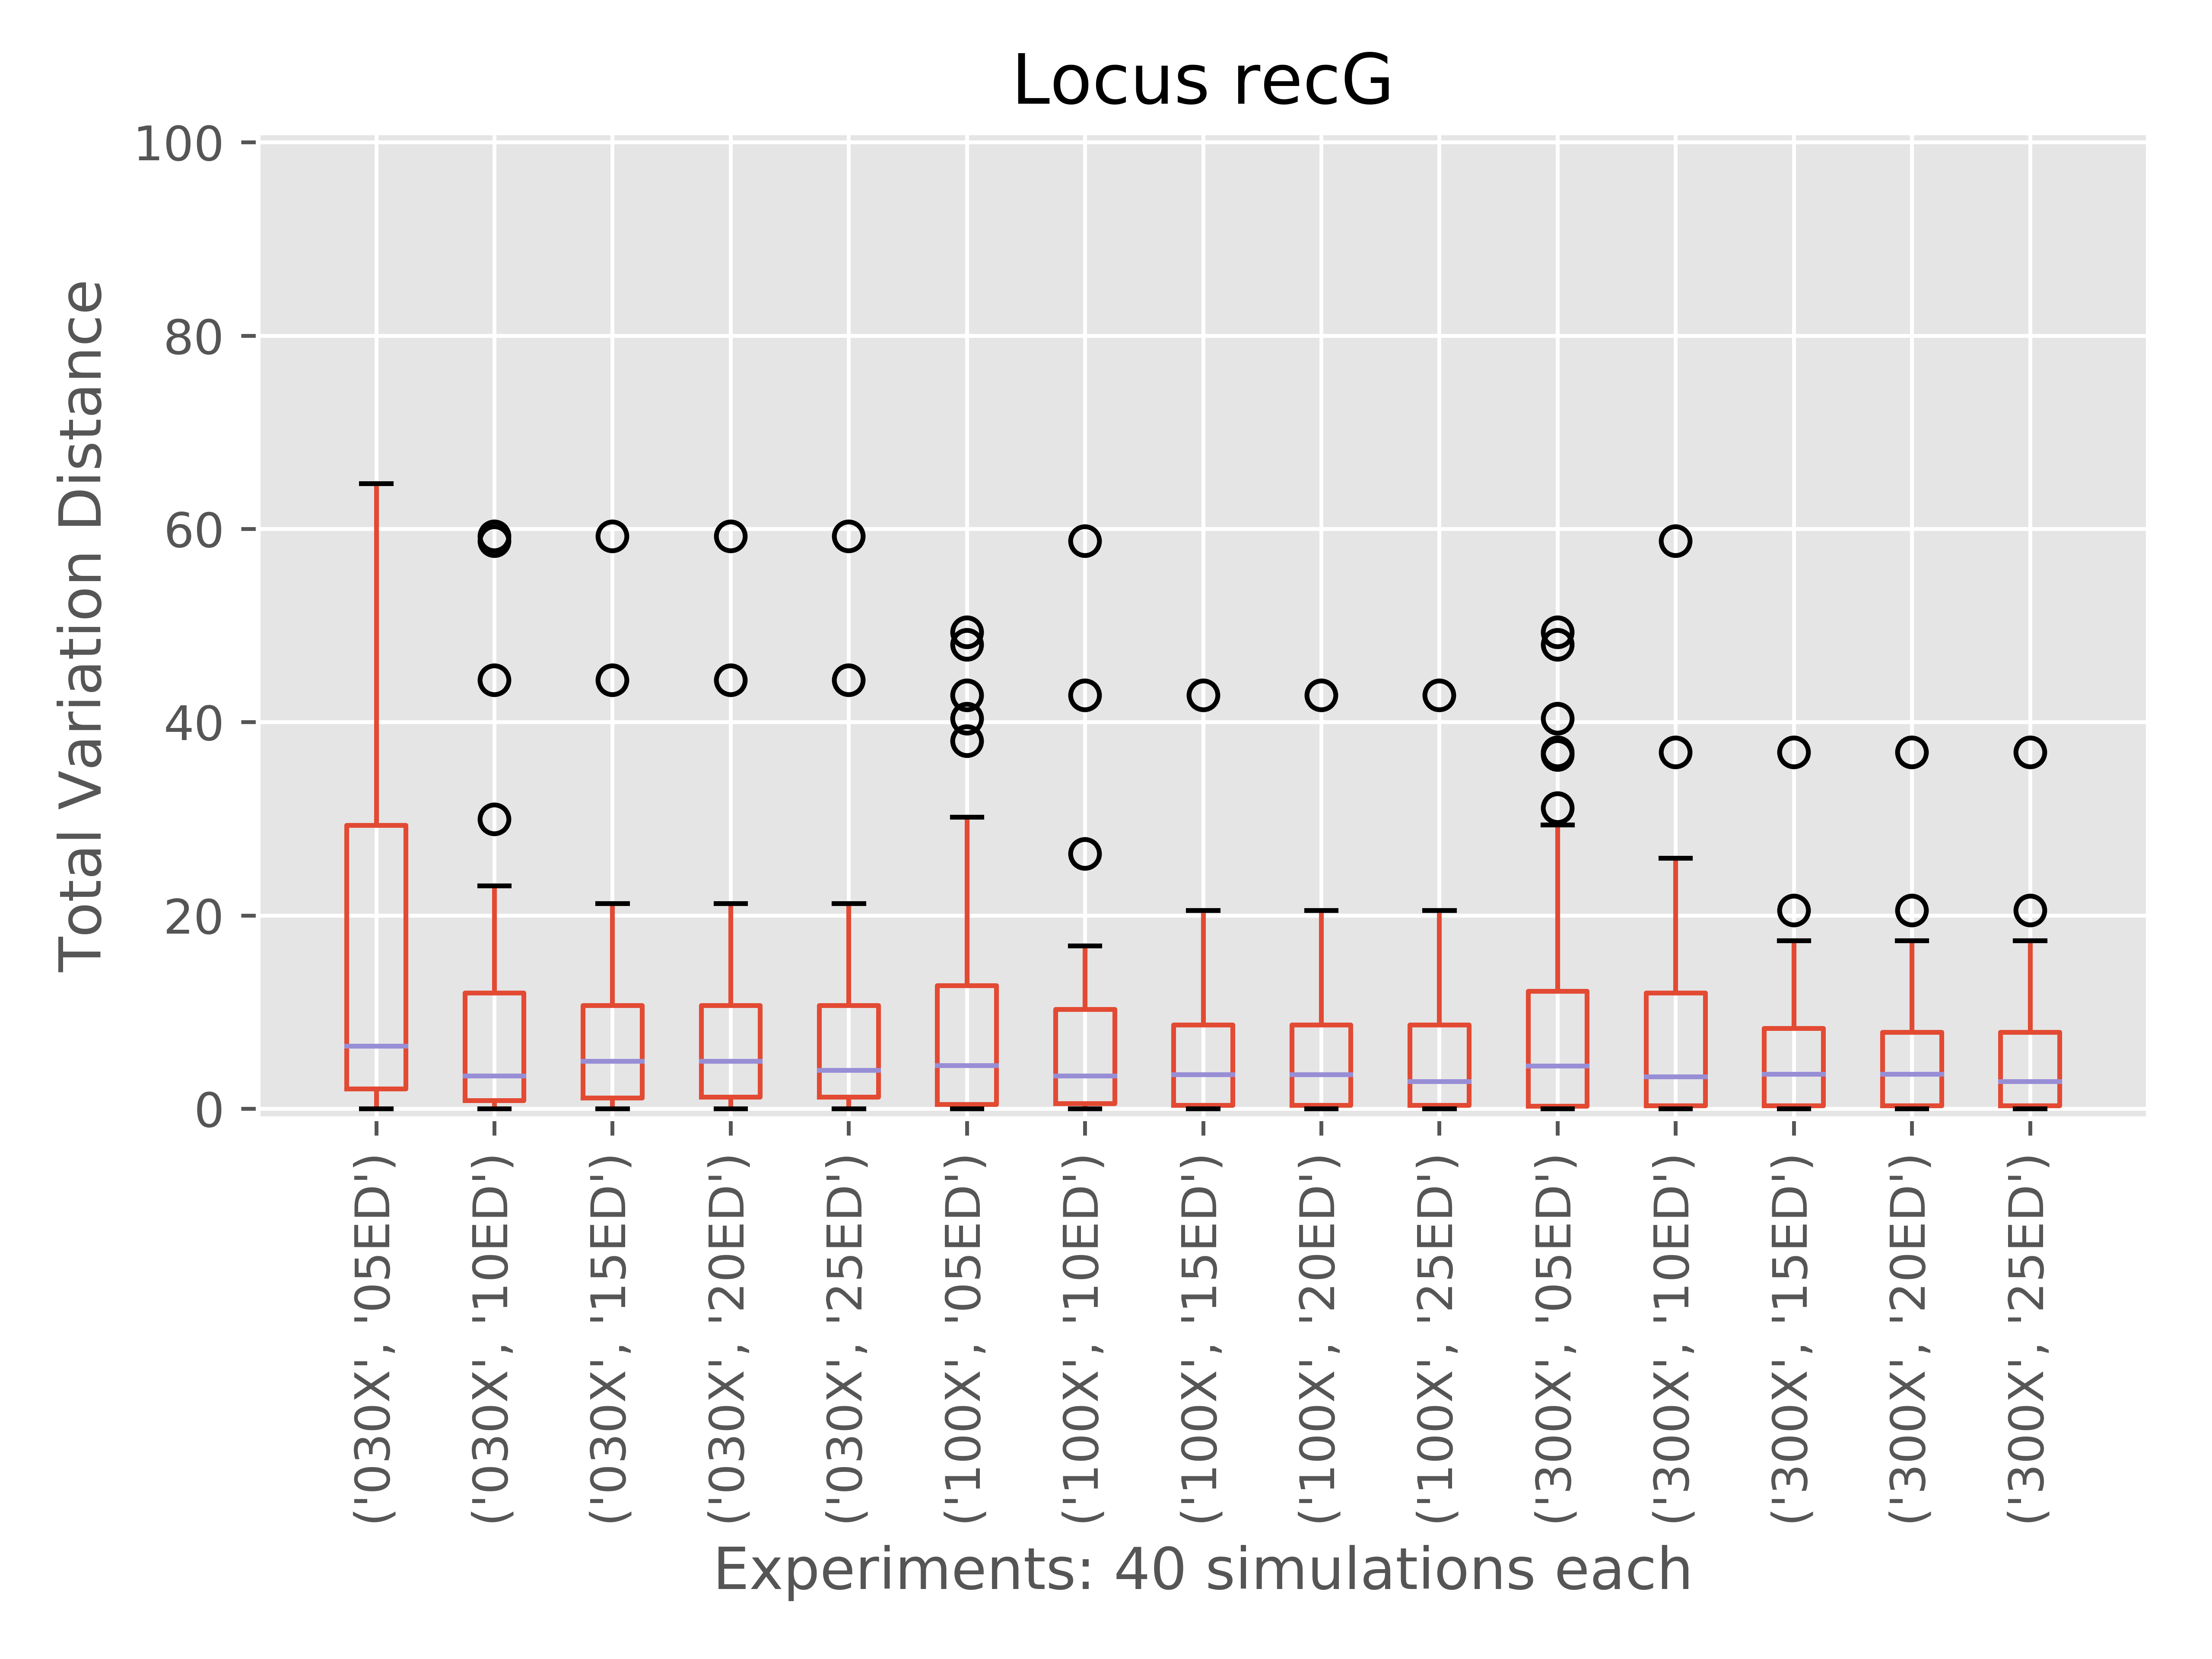 Locus recG
Total Variation Distance
100
80
60
40
20
0
('030X', '05ED')
('030X', '10ED')
('030X', '15ED')
('030X', '20ED')
('030X', '25ED')
('100X', '05ED')
('100X', '10ED')
('100X', '15ED')
('100X', '20ED')
('100X', '25ED')
('300X', '05ED')
('300X', '10ED')
('300X', '15ED')
('300X', '20ED')
('300X', '25ED')
Experiments: 40 simulations each